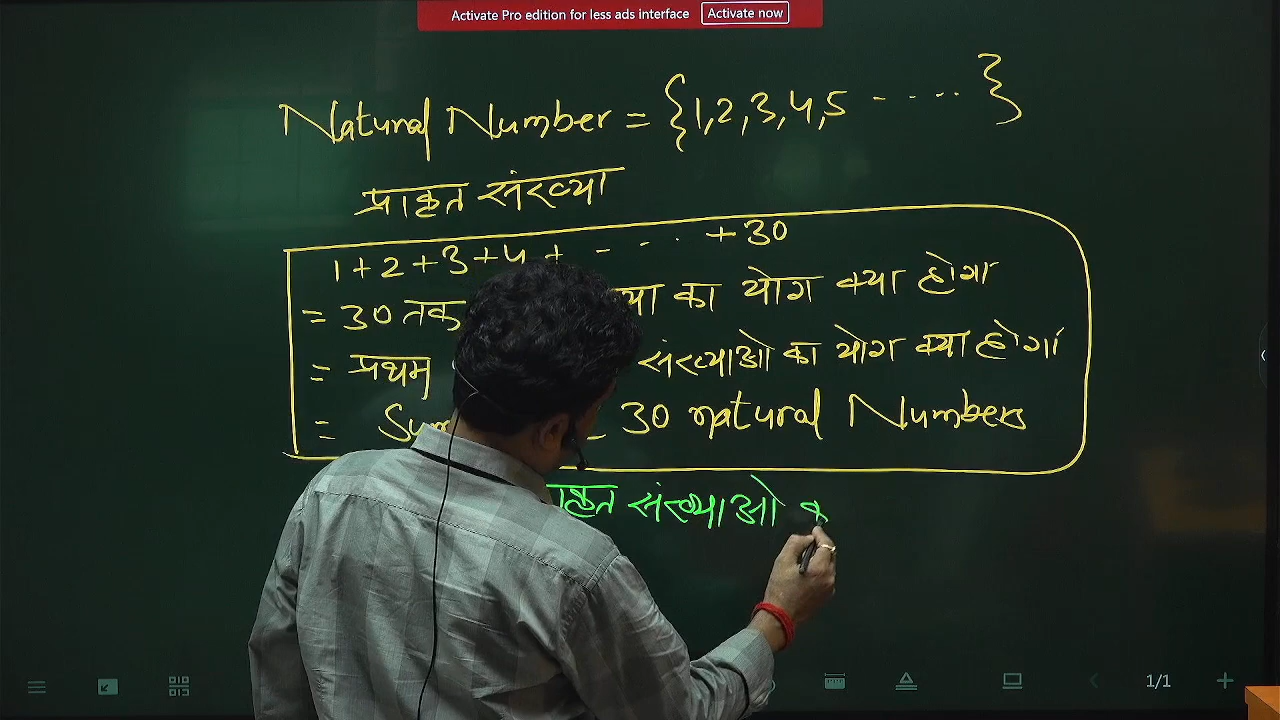 Activate Pro edition for less ads interface Activate now
Natural Number = {1,2,3,4,5 ----- }
प्राकृत संख्या
1+2+3+4+ - - - . +30
= 30 तक का योग क्या होगा
= प्रथम संख्याओ का योग क्या होगा
= 30 natural Numbers
संख्याओ
1/1